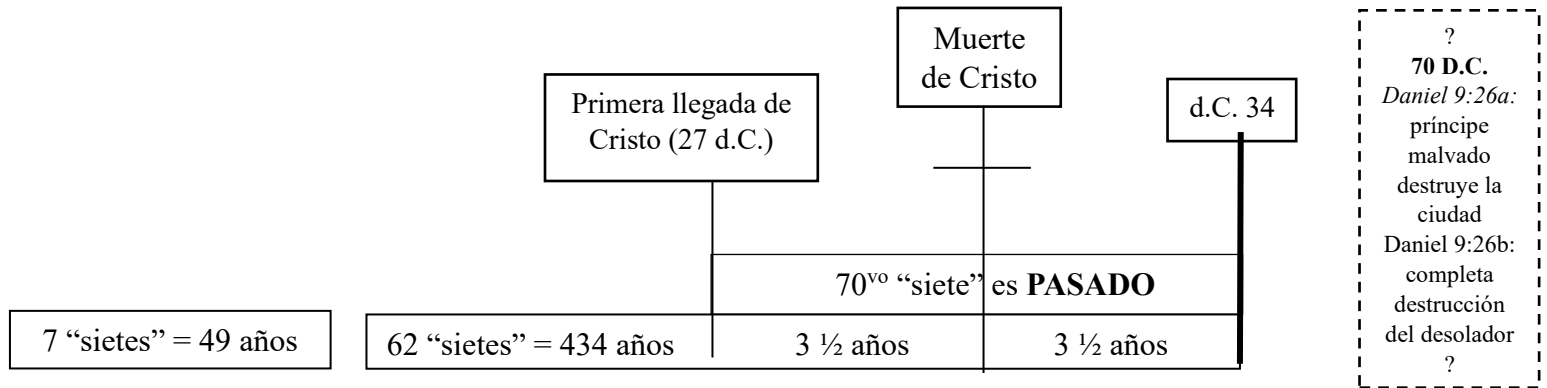 Primera llegada de
Cristo (27 d.C.)
Muerte
de Cristo
d.C. 34
?
70 D.C.
Daniel 9:26a:
príncipe
malvado
destruye la
ciudad
Daniel 9:26b:
completa
destrucción
del desolador
?
70vo “siete” es PASADO
7 “sietes” = 49 años
62 “sietes” = 434 años
3 ½ años
3 ½ años